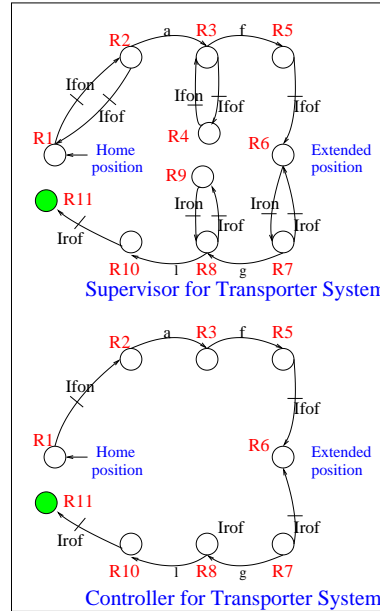 R2 a R3 f R5
Ifon Ifof Ifon Ifof Ifof
R1 R4 R6
Home position
Extended position
R9
R11
Iron Irof Iron Irof
Irof
R10 l R8 g R7
Supervisor for Transporter System
R2 a R3 f R5
Ifon Ifof
R1 R6
Home position
Extended position
R11
Irof Irof Irof
R10 l R8 g R7
Controller for Transporter System